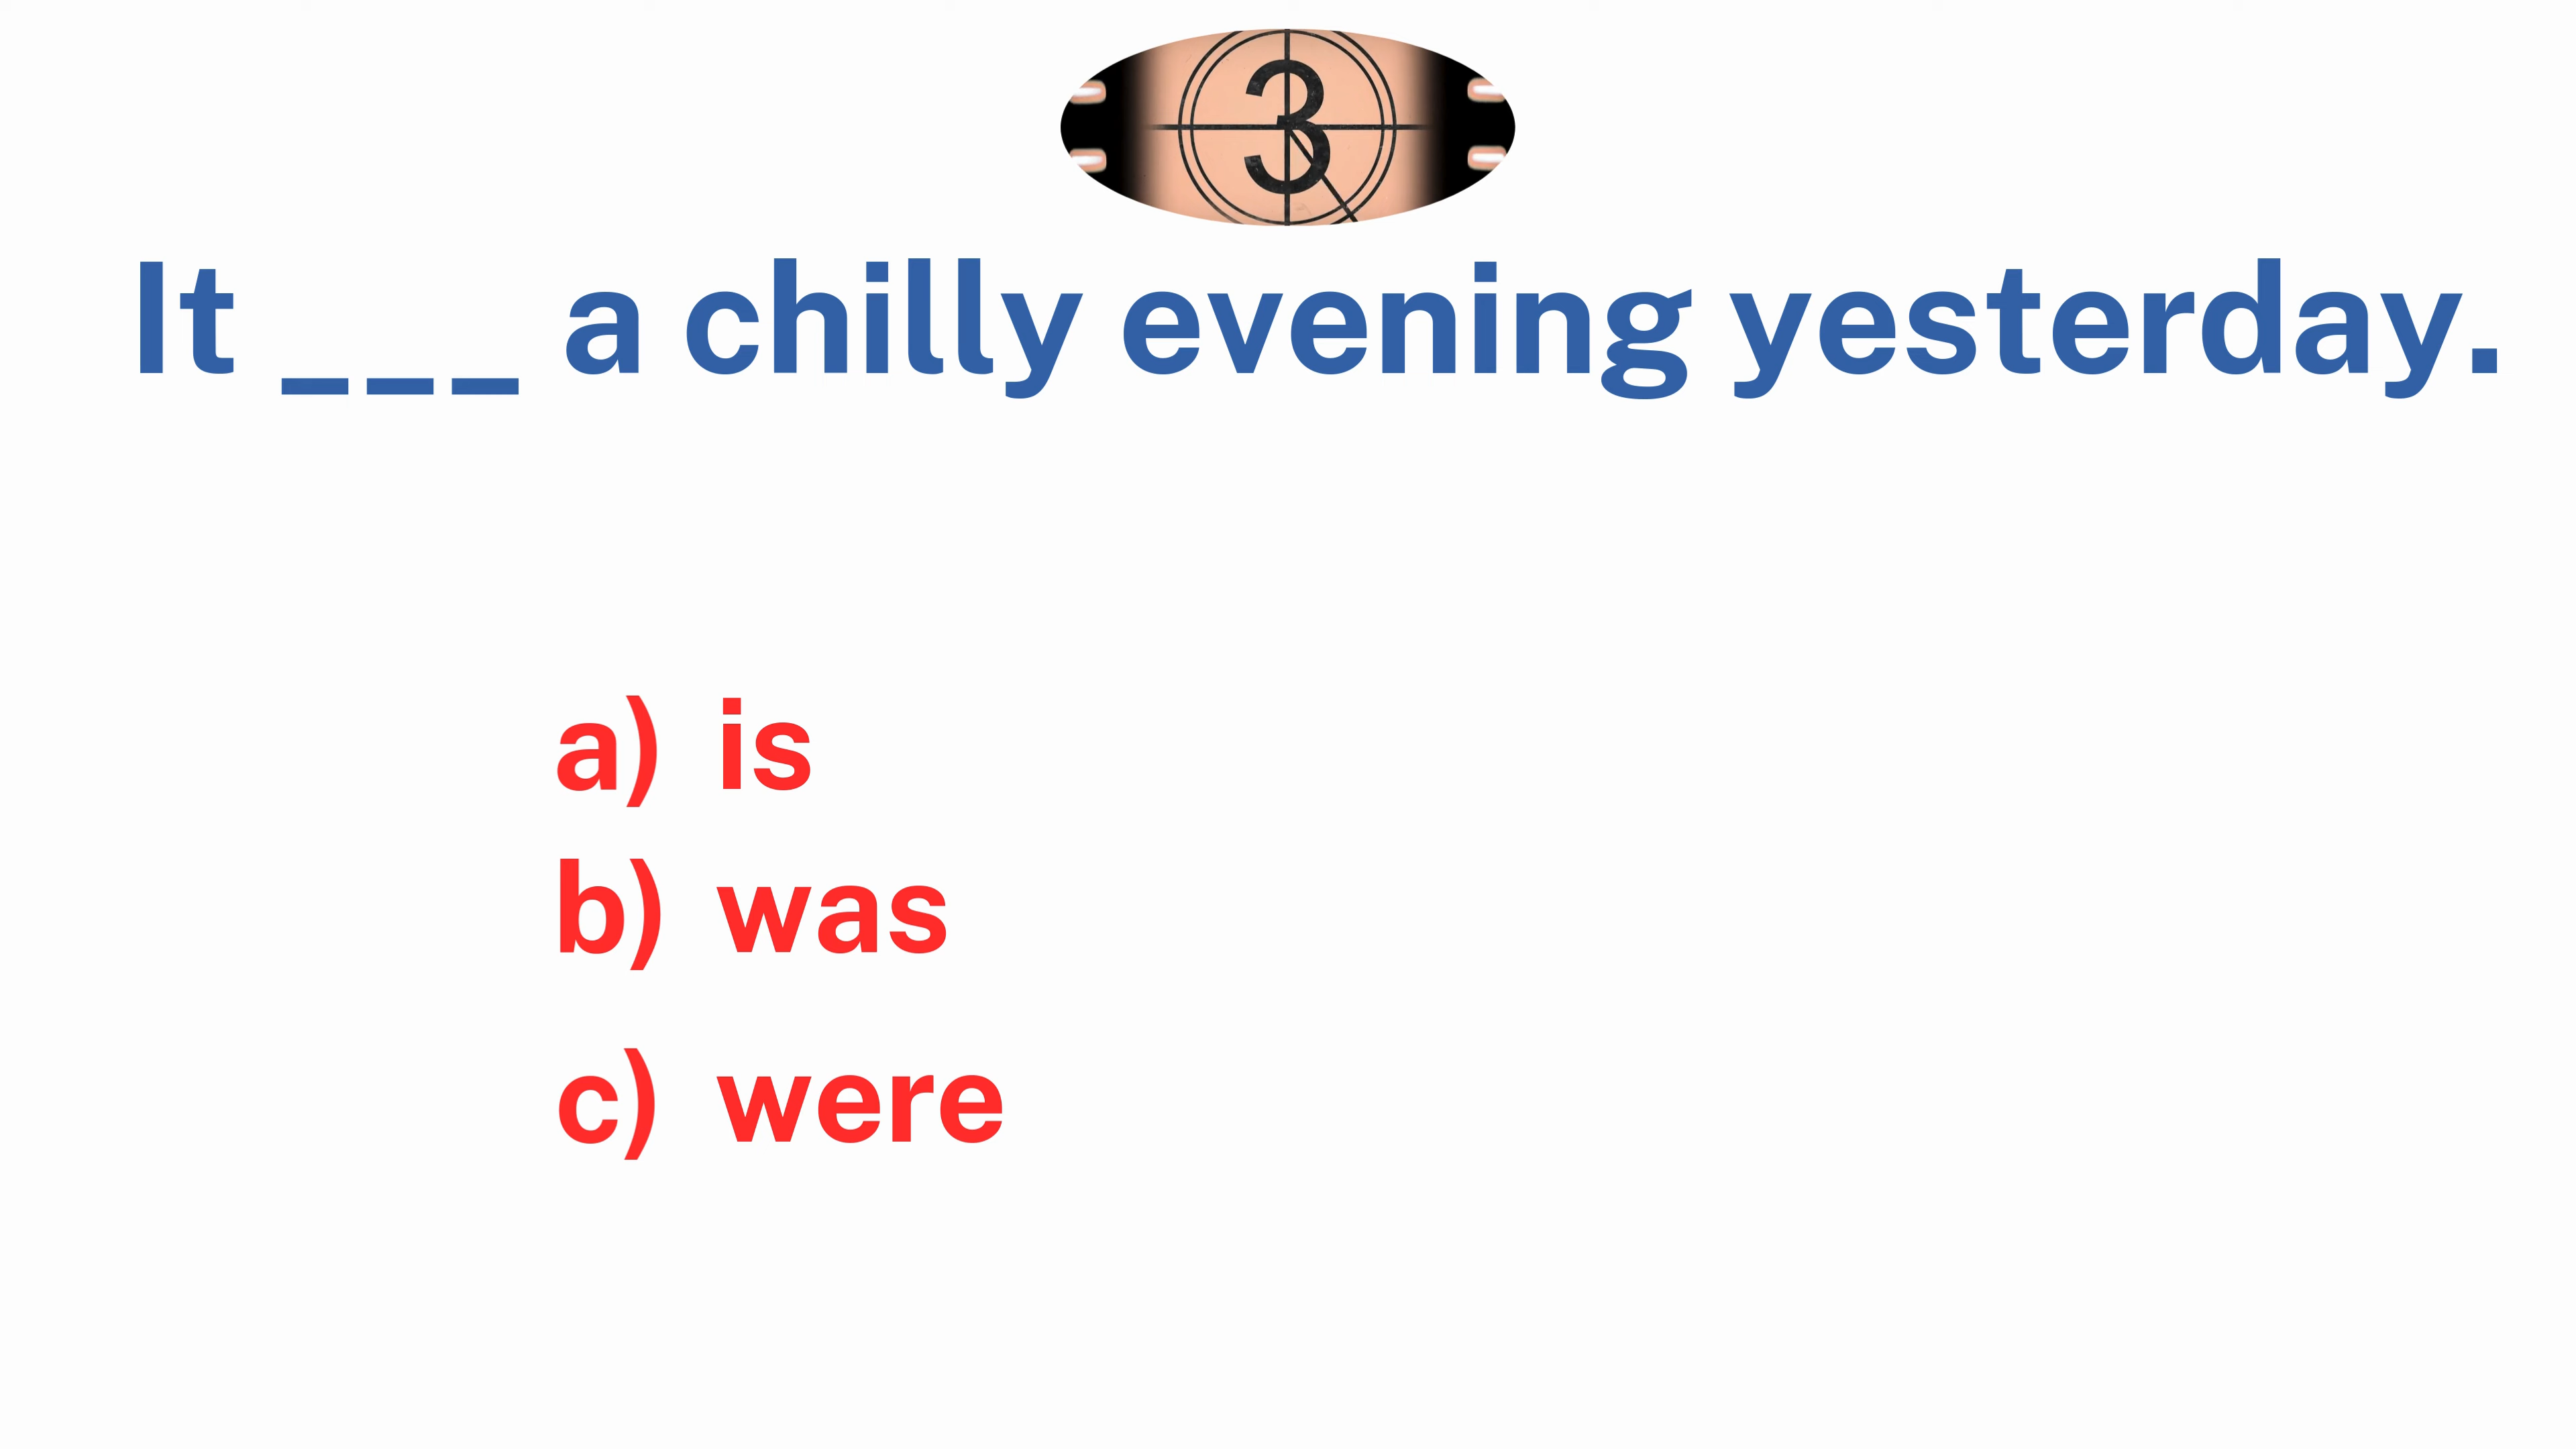 3
It ___ a chilly evening yesterday.
a) is
b) was
c) were